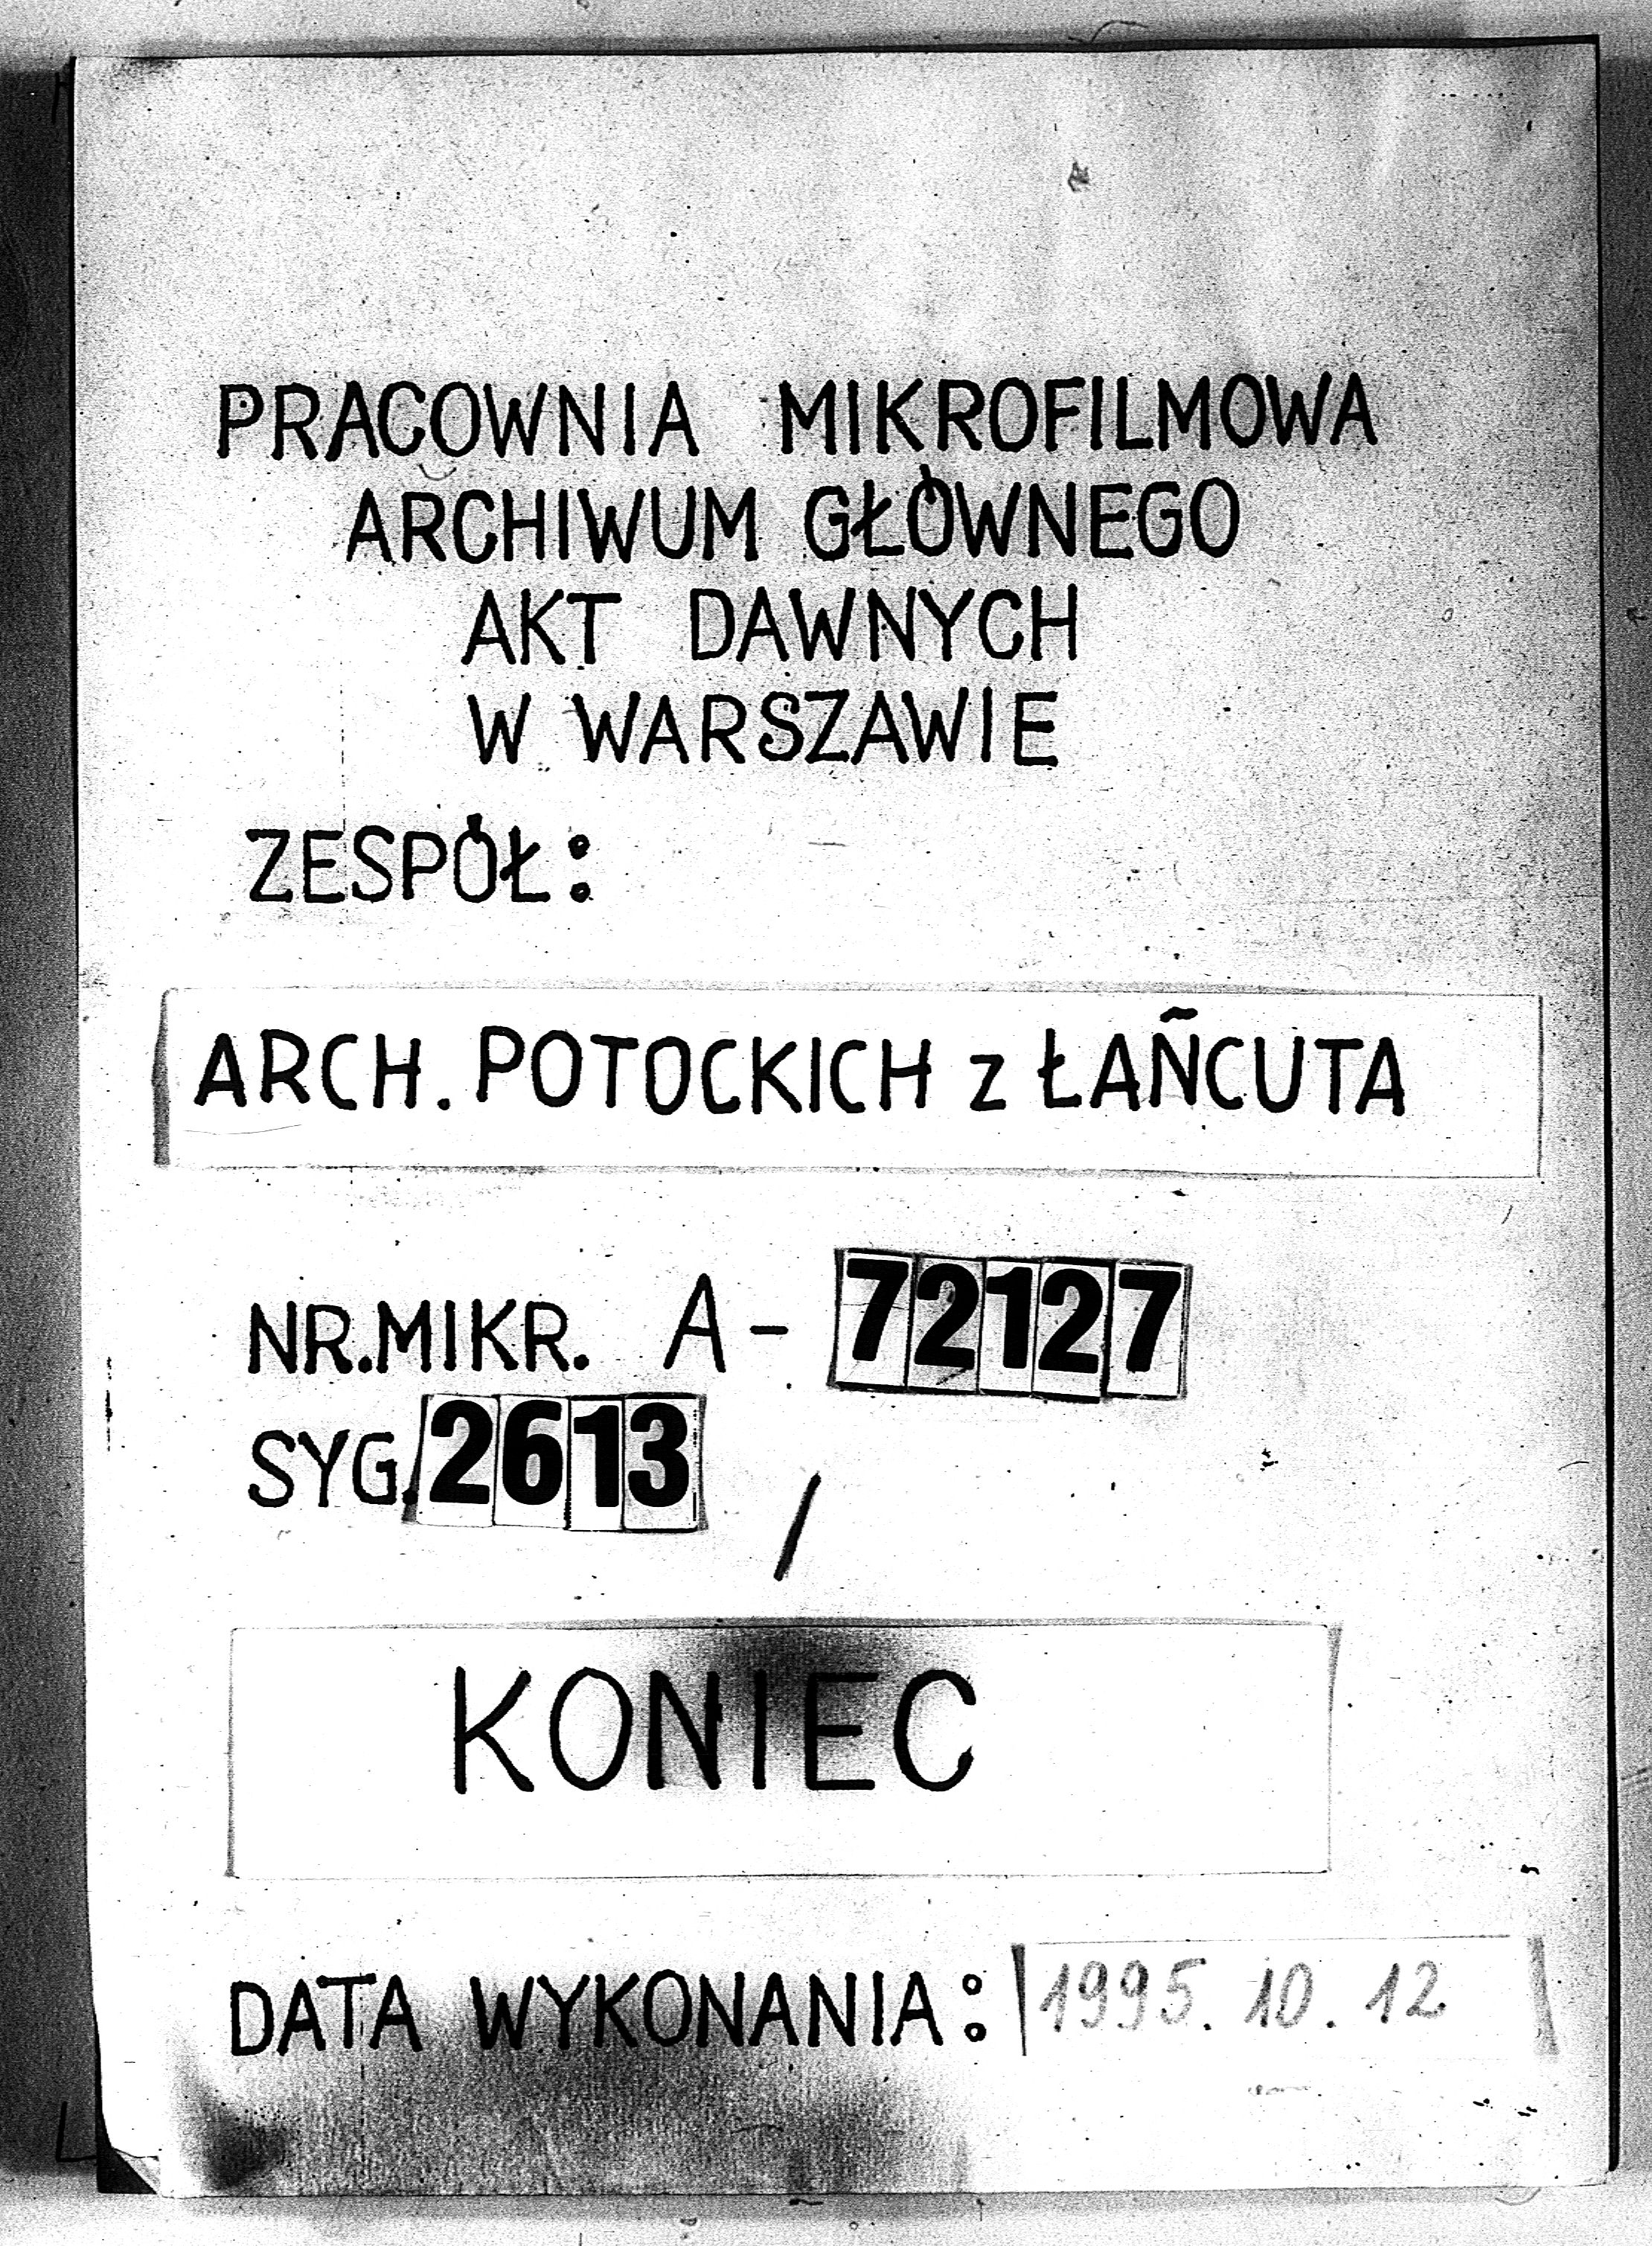 PRACOWNIA MIKROFILMOWA
ARCHIWUM GŁÓWNEGO
AKT DAWNYCH
W WARSZAWIE
ZESPÓŁ:
ARCH. POTOCKICH z ŁAŃCUTA
NR.MIKR. A- 72127
SYG. 2613 /
KONIEC
DATA WYKONANIA: 1995. 10. 12